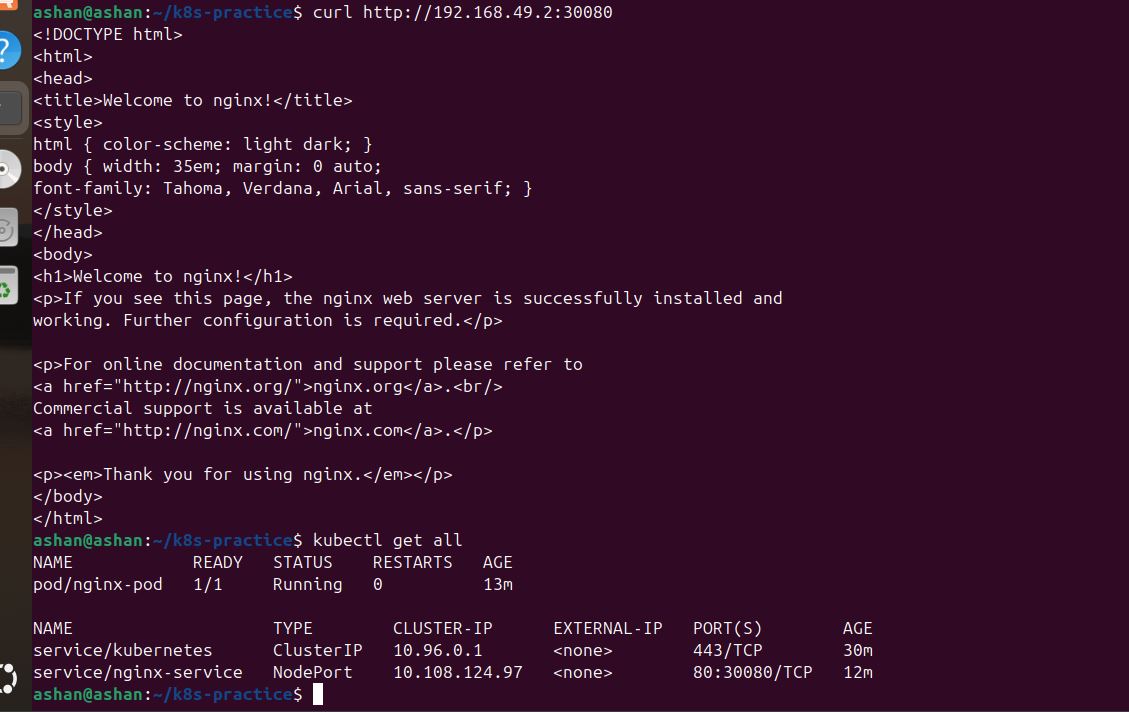 ashan@ashan:~/k8s-practice$ curl http://192.168.49.2:30080
<!DOCTYPE html>
<html>
<head>
<title>Welcome to nginx!</title>
<style>
html { color-scheme: light dark; }
body { width: 35em; margin: 0 auto;
font-family: Tahoma, Verdana, Arial, sans-serif; }
</style>
</head>
<body>
<h1>Welcome to nginx!</h1>
<p>If you see this page, the nginx web server is successfully installed and
working. Further configuration is required.</p>

<p>For online documentation and support please refer to
<a href="http://nginx.org/">nginx.org</a>.<br/>
Commercial support is available at
<a href="http://nginx.com/">nginx.com</a>.</p>

<p><em>Thank you for using nginx.</em></p>
</body>
</html>
ashan@ashan:~/k8s-practice$ kubectl get all
NAME            READY   STATUS    RESTARTS   AGE
pod/nginx-pod   1/1     Running   0          13m

NAME                    TYPE        CLUSTER-IP      EXTERNAL-IP   PORT(S)        AGE
service/kubernetes      ClusterIP   10.96.0.1       <none>        443/TCP        30m
service/nginx-service   NodePort    10.108.124.97   <none>        80:30080/TCP   12m
ashan@ashan:~/k8s-practice$